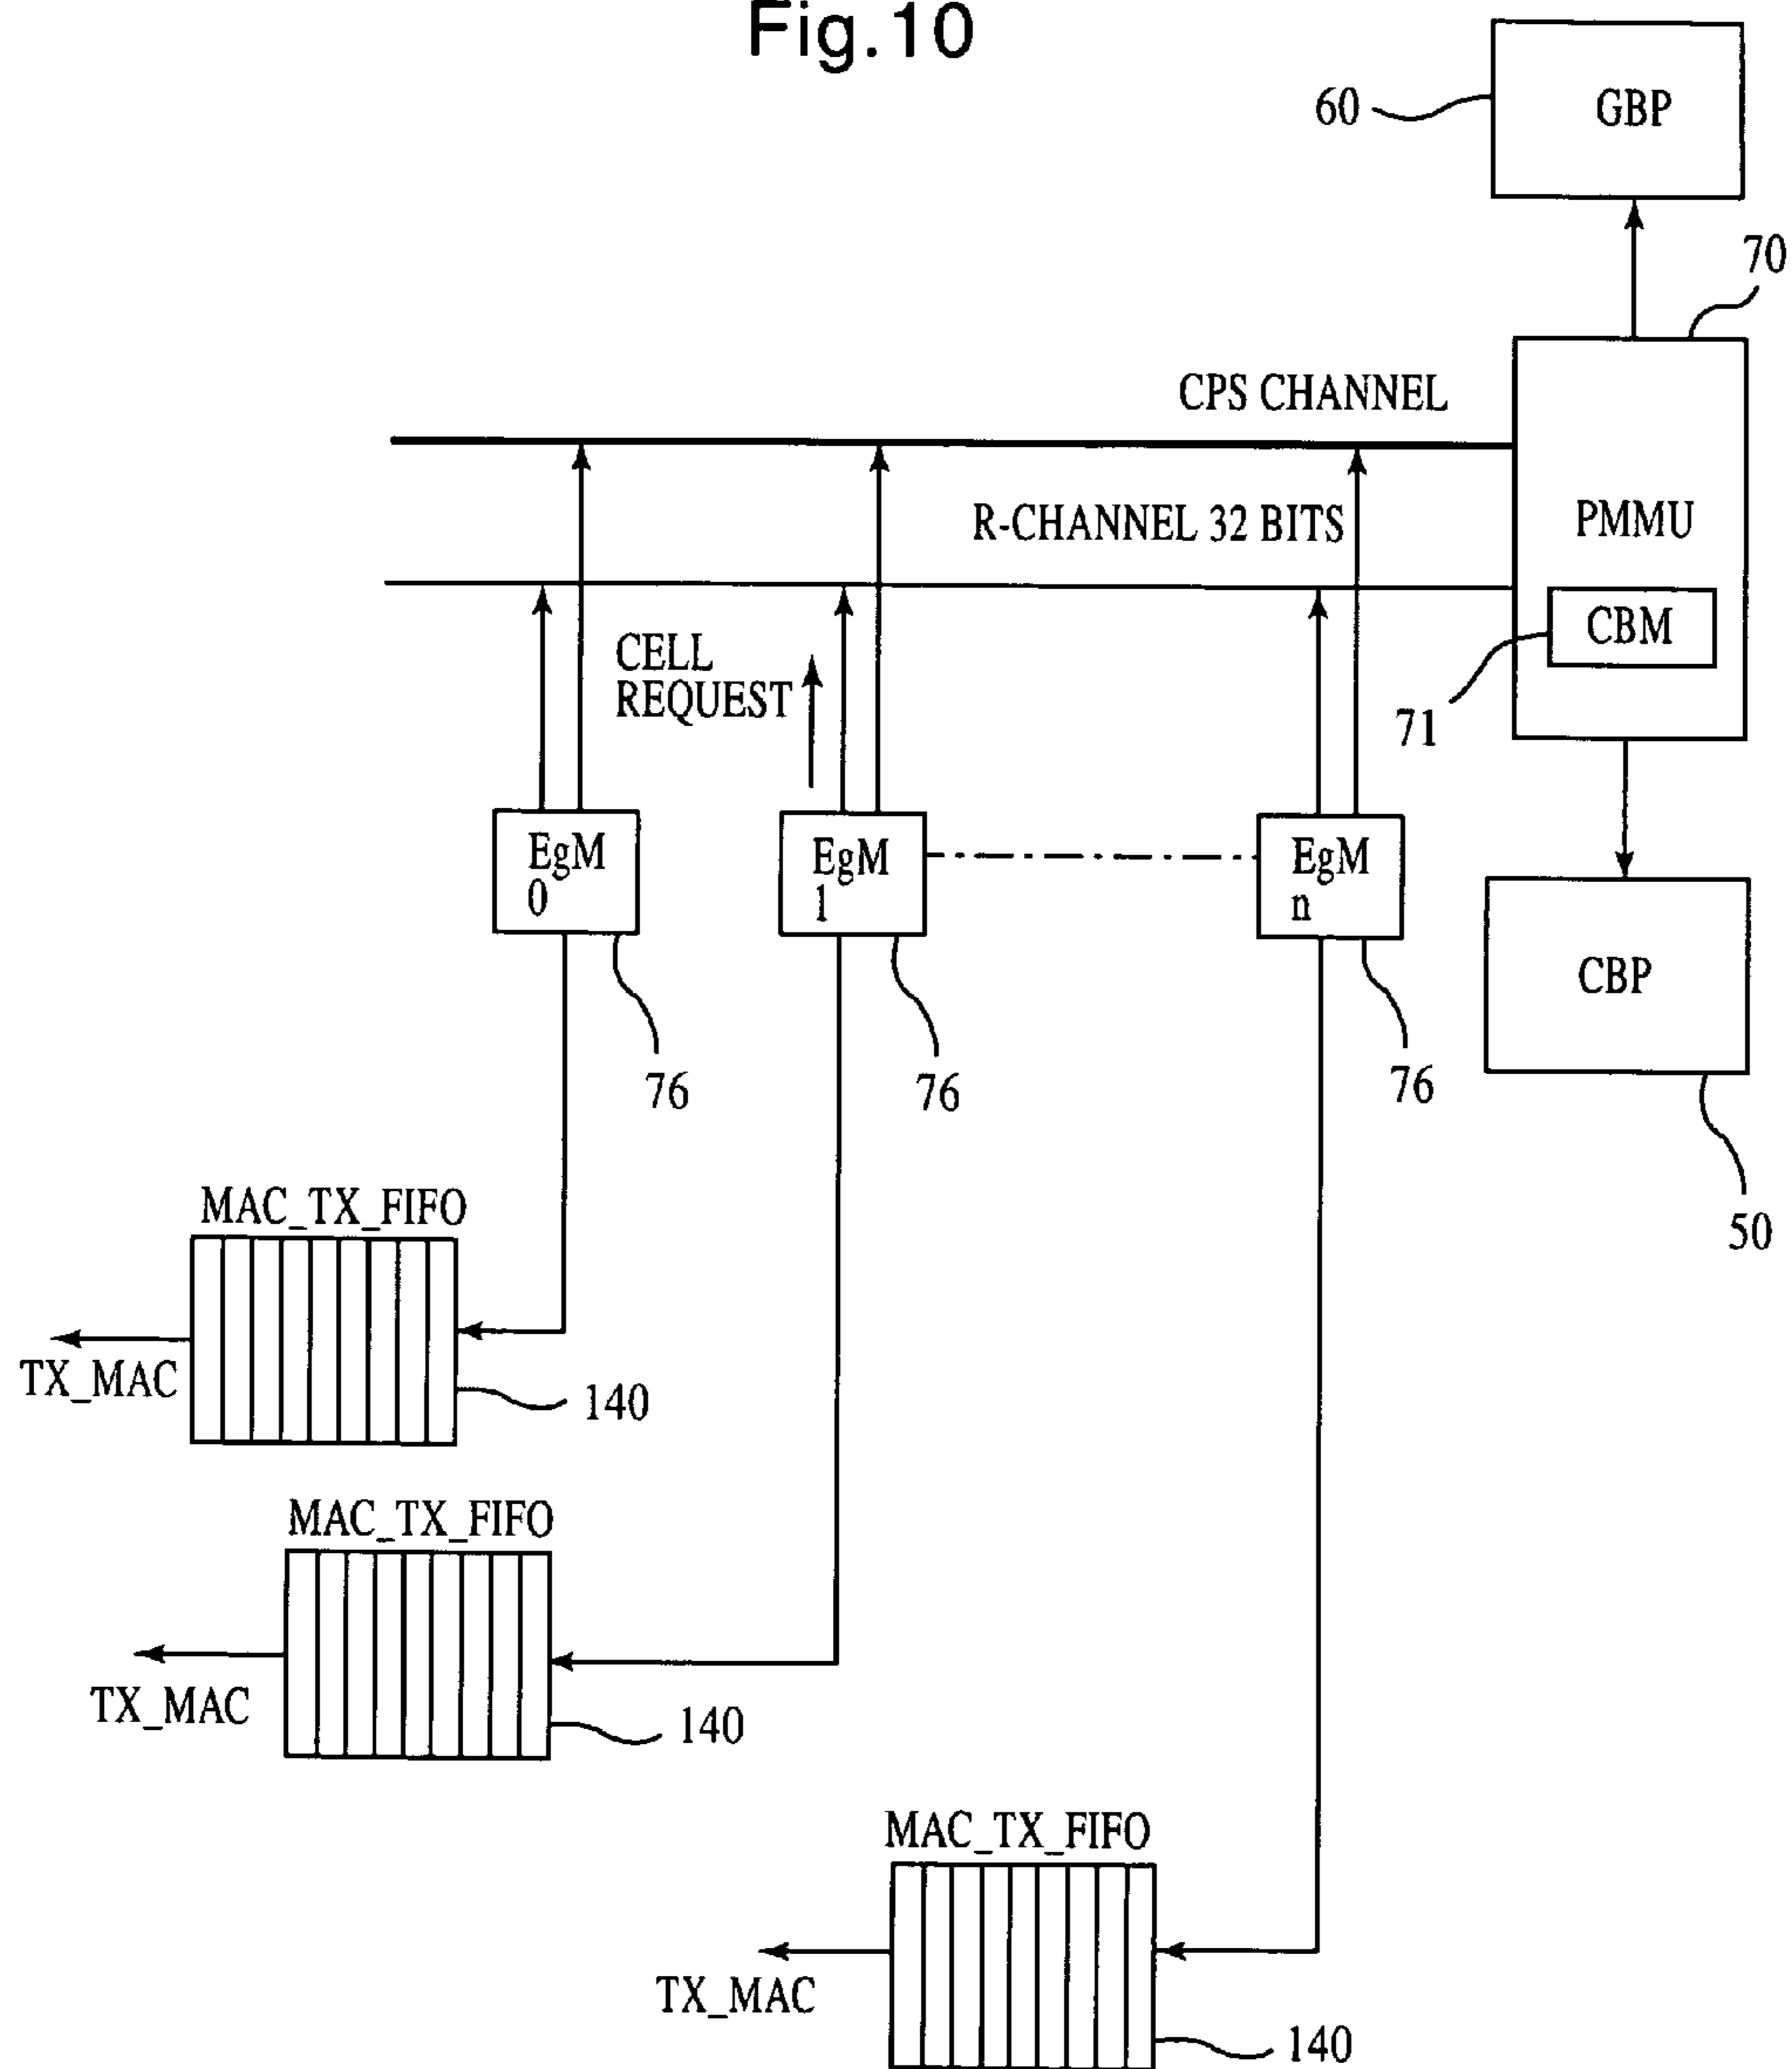 Fig.10
60
GBP
70
CPS CHANNEL
R-CHANNEL 32 BITS
PMMU
CBM
71
CELL
REQUEST
EgM
0
EgM
1
EgM
n
CBP
76
76
76
50
MAC_TX_FIFO
TX_MAC
140
MAC_TX_FIFO
TX_MAC
140
MAC_TX_FIFO
TX_MAC
140